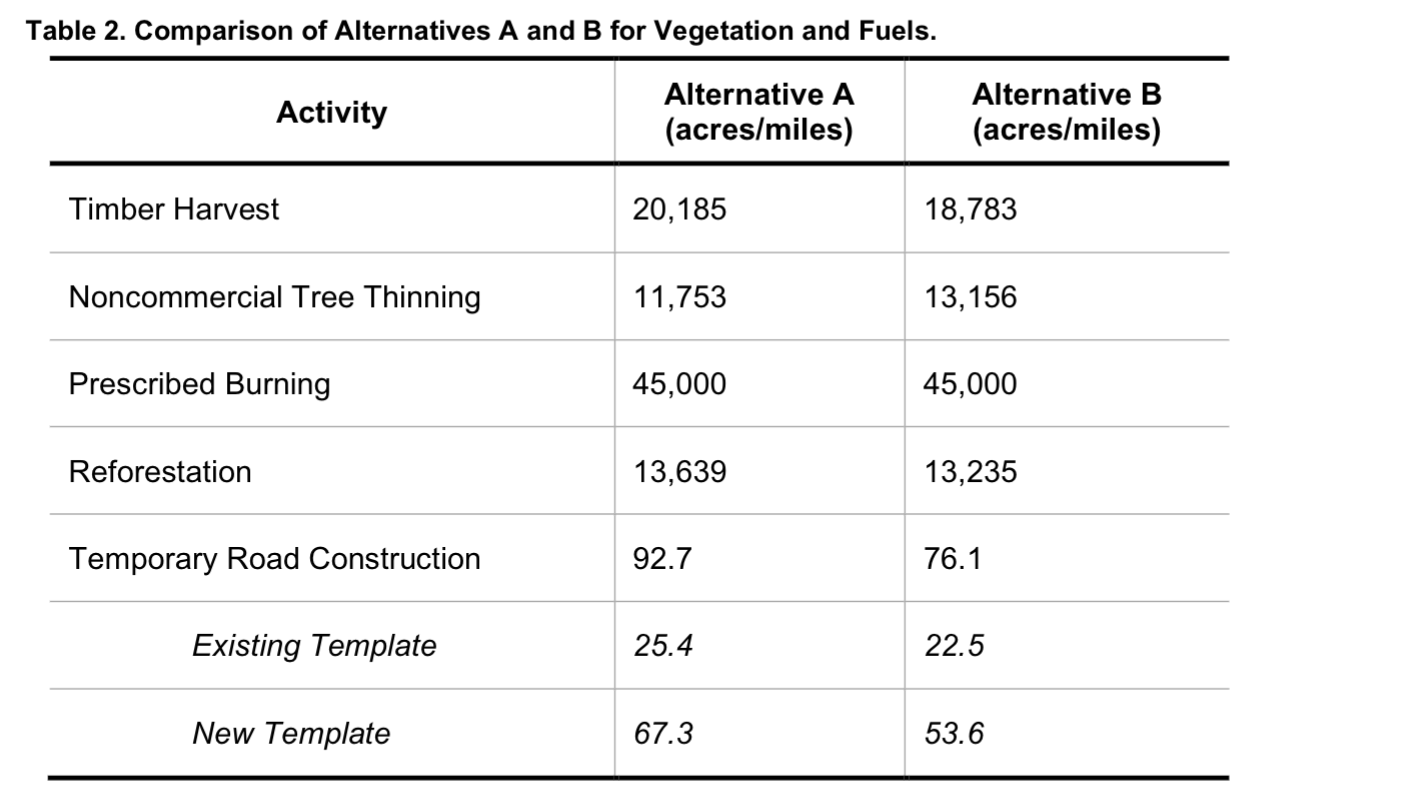 Table 2. Comparison of Alternatives A and B for Vegetation and Fuels.
Activity
Alternative A
(acres/miles)
Alternative B
(acres/miles)
Timber Harvest 20,185 18,783
Noncommercial Tree Thinning 11,753 13,156
Prescribed Burning 45,000 45,000
Reforestation 13,639 13,235
Temporary Road Construction 92.7 76.1
Existing Template 25.4 22.5
New Template 67.3 53.6